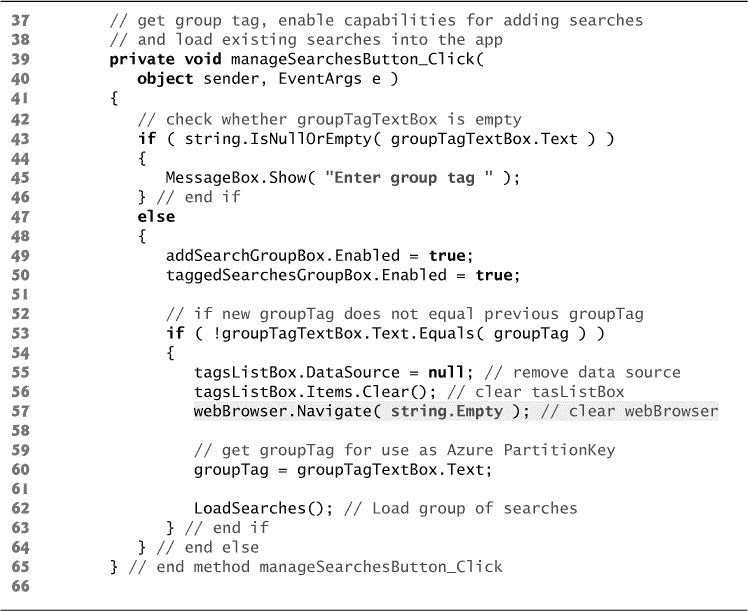 37 // get group tag, enable capabilities for adding searches
38 // and load existing searches into the app
39 private void manageSearchesButton_Click(
40 object sender, EventArgs e )
41 {
42 // check whether groupTagTextBox is empty
43 if ( string.IsNullOrEmpty( groupTagTextBox.Text ) )
44 {
45 MessageBox.Show( "Enter group tag " );
46 } // end if
47 else
48 {
49 addSearchGroupBox.Enabled = true;
50 taggedSearchesGroupBox.Enabled = true;
51
52 // if new groupTag does not equal previous groupTag
53 if ( !groupTagTextBox.Text.Equals( groupTag ) )
54 {
55 tagsListBox.DataSource = null; // remove data source
56 tagsListBox.Items.Clear(); // clear tasListBox
57 webBrowser.Navigate( string.Empty ); // clear webBrowser
58
59 // get groupTag for use as Azure PartitionKey
60 groupTag = groupTagTextBox.Text;
61
62 LoadSearches(); // Load group of searches
63 } // end if
64 } // end else
65 } // end method manageSearchesButton_Click
66